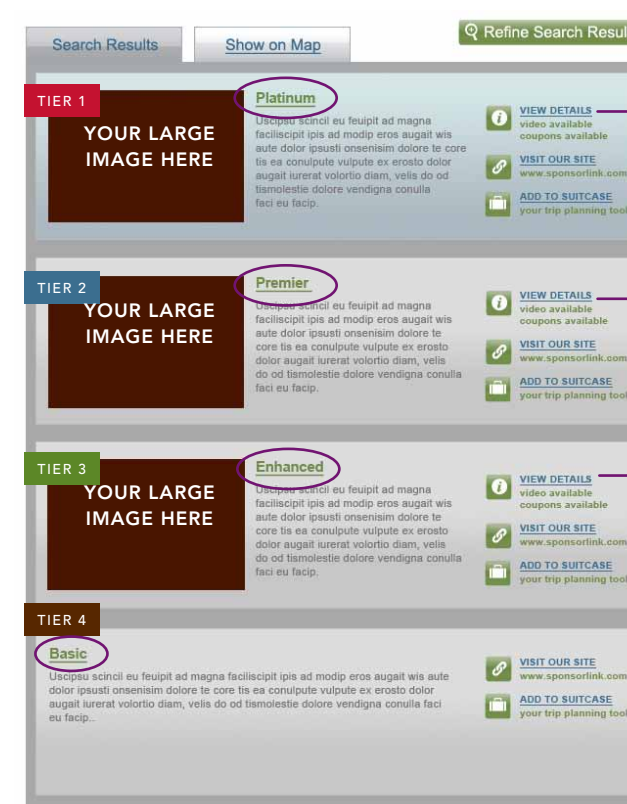 Search Results
Show on Map
Refine Search Resul
TIER 1
YOUR LARGE
IMAGE HERE
Platinum
Uscipsu scincil eu feuipit ad magna
faciliscipit ipis ad modip eros augait wis
aute dolor ipsusti onsenisim dolore te core
tis ea conulpute vulpute ex erosto dolor
augait iurerat volortio diam, velis do od
tismolestie dolore vendigna conulla
faci eu facip.
VIEW DETAILS
video available
coupons available
VISIT OUR SITE
www.sponsorlink.com
ADD TO SUITCASE
your trip planning tool
TIER 2
YOUR LARGE
IMAGE HERE
Premier
Uscipsu scincil eu feuipit ad magna
faciliscipit ipis ad modip eros augait wis
aute dolor ipsusti onsenisim dolore te
core tis ea conulpute vulpute ex erosto
dolor augait iurerat volortio diam, velis
do od tismolestie dolore vendigna conulla
faci eu facip.
VIEW DETAILS
video available
coupons available
VISIT OUR SITE
www.sponsorlink.com
ADD TO SUITCASE
your trip planning tool
TIER 3
YOUR LARGE
IMAGE HERE
Enhanced
Uscipsu scincil eu feuipit ad magna
faciliscipit ipis ad modip eros augait wis
aute dolor ipsusti onsenisim dolore te
core tis ea conulpute vulpute ex erosto
dolor augait iurerat volortio diam, velis
do od tismolestie dolore vendigna conulla
faci eu facip.
VIEW DETAILS
video available
coupons available
VISIT OUR SITE
www.sponsorlink.com
ADD TO SUITCASE
your trip planning tool
TIER 4
Basic
Uscipsu scincil eu feuipit ad magna faciliscipit ipis ad modip eros augait wis aute
dolor ipsusti onsenisim dolore te core tis ea conulpute vulpute ex erosto dolor
augait iurerat volortio diam, velis do od tismolestie dolore vendigna conulla faci
eu facip..
VISIT OUR SITE
www.sponsorlink.com
ADD TO SUITCASE
your trip planning tool